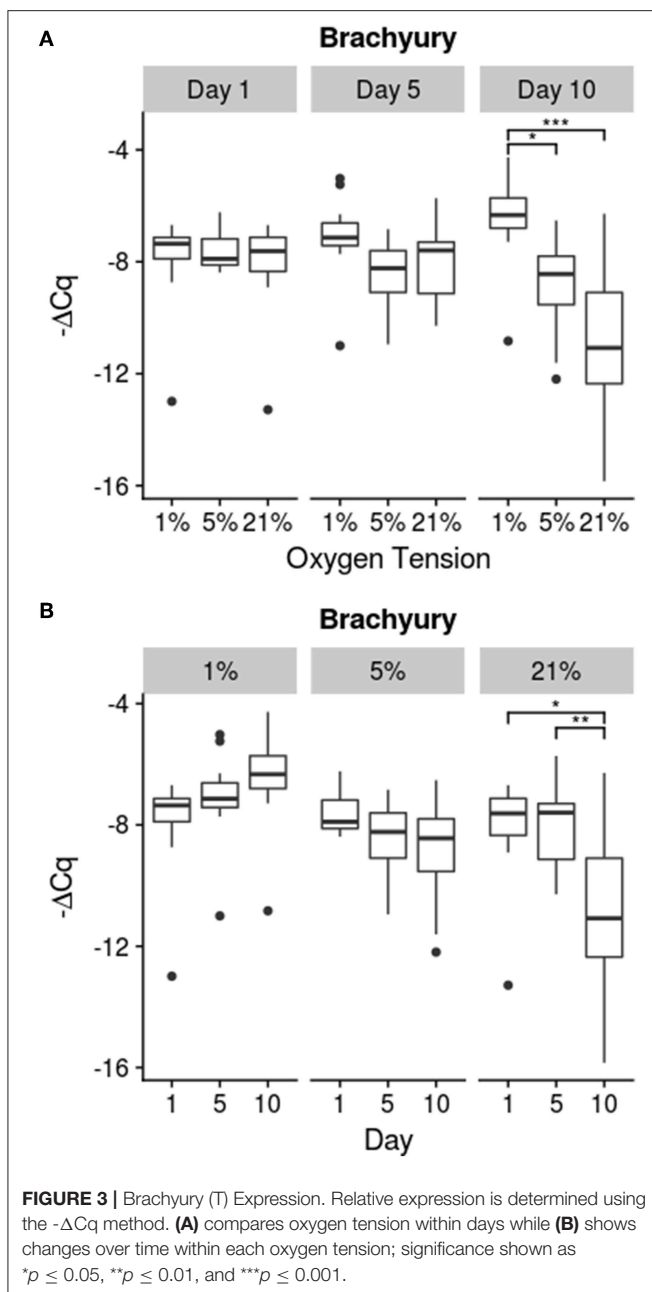 A
Brachyury
Day 1 Day 5 Day 10
***
*
-4
-8
-12
-16
-ΔCq
1% 5% 21% 1% 5% 21% 1% 5% 21%
Oxygen Tension
B
Brachyury
1% 5% 21%
*
**
-4
-8
-12
-16
-ΔCq
1 5 10 1 5 10 1 5 10
Day
FIGURE 3 | Brachyury (T) Expression. Relative expression is determined using
the -ΔCq method. (A) compares oxygen tension within days while (B) shows
changes over time within each oxygen tension; significance shown as
*p ≤ 0.05, **p ≤ 0.01, and ***p ≤ 0.001.